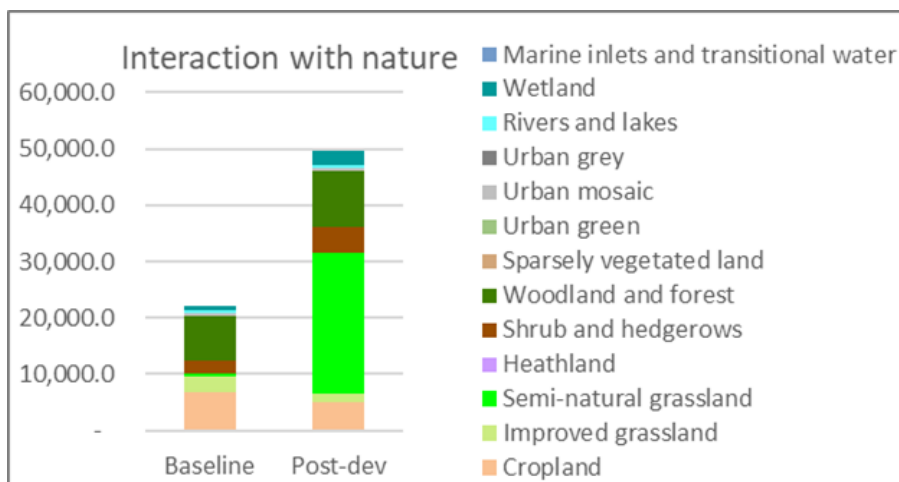 Interaction with nature
60,000.0
50,000.0
40,000.0
30,000.0
20,000.0
10,000.0
-
Baseline
Post-dev
Marine inlets and transitional water
Wetland
Rivers and lakes
Urban grey
Urban mosaic
Urban green
Sparsely vegetated land
Woodland and forest
Shrub and hedgerows
Heathland
Semi-natural grassland
Improved grassland
Cropland